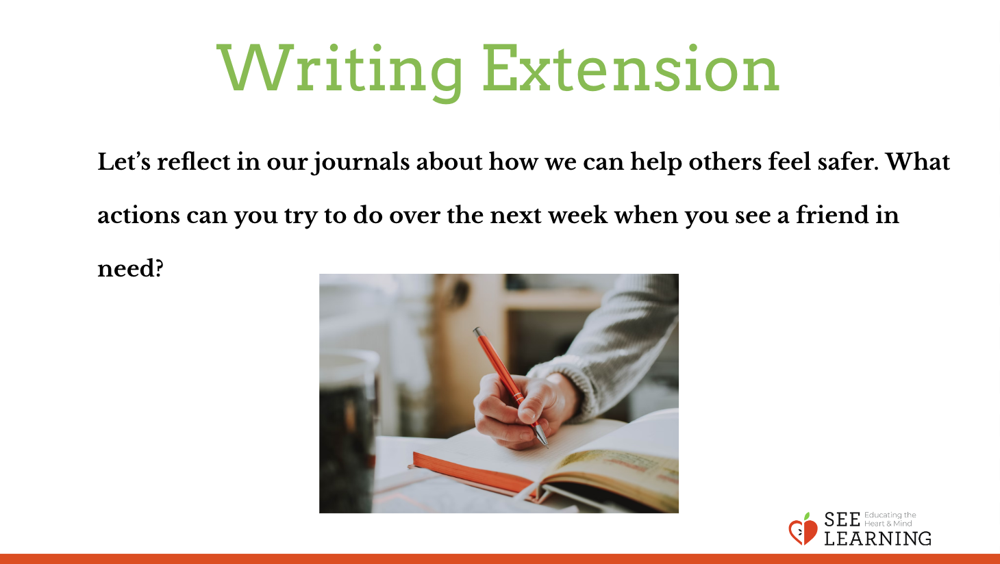 Writing Extension
Let’s reflect in our journals about how we can help others feel safer. What
actions can you try to do over the next week when you see a friend in
need?
SEE Educating the
Heart & Mind
LEARNING